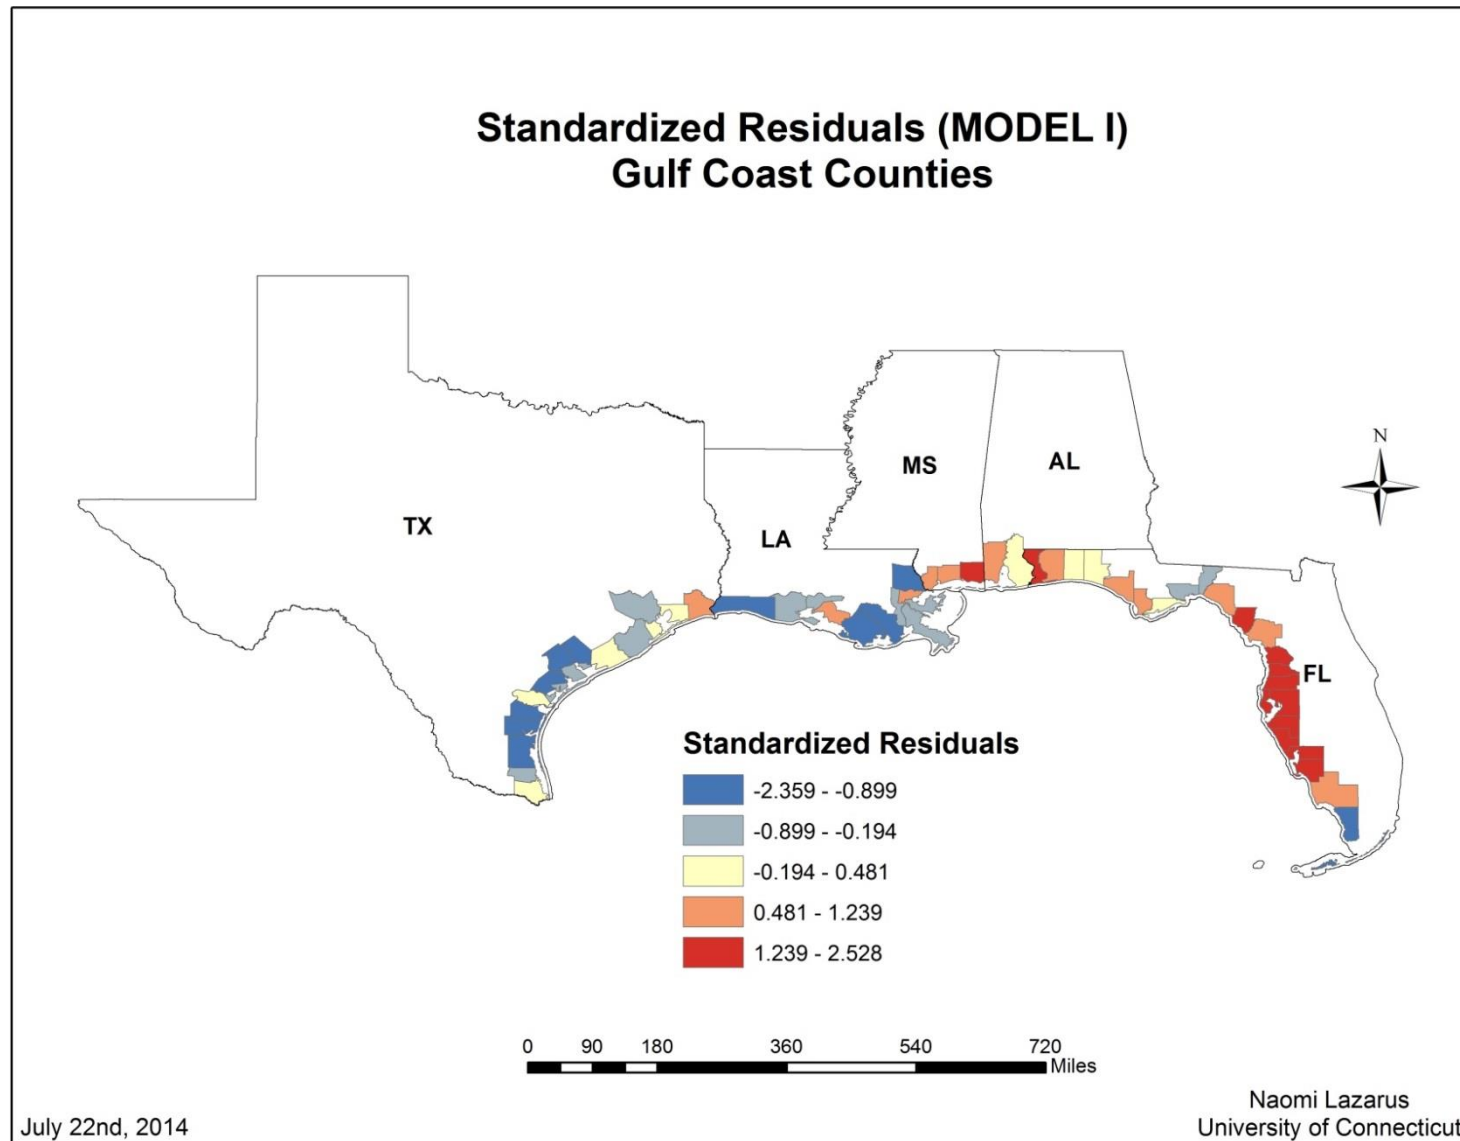 Standardized Residuals (MODEL I)
Gulf Coast Counties
N
MS
AL
TX
LA
FL
Standardized Residuals
-2.359 - -0.899
-0.899 - -0.194
-0.194 - 0.481
0.481 - 1.239
1.239 - 2.528
0 90 180 360 540 720
Miles
July 22nd, 2014
Naomi Lazarus
University of Connecticut